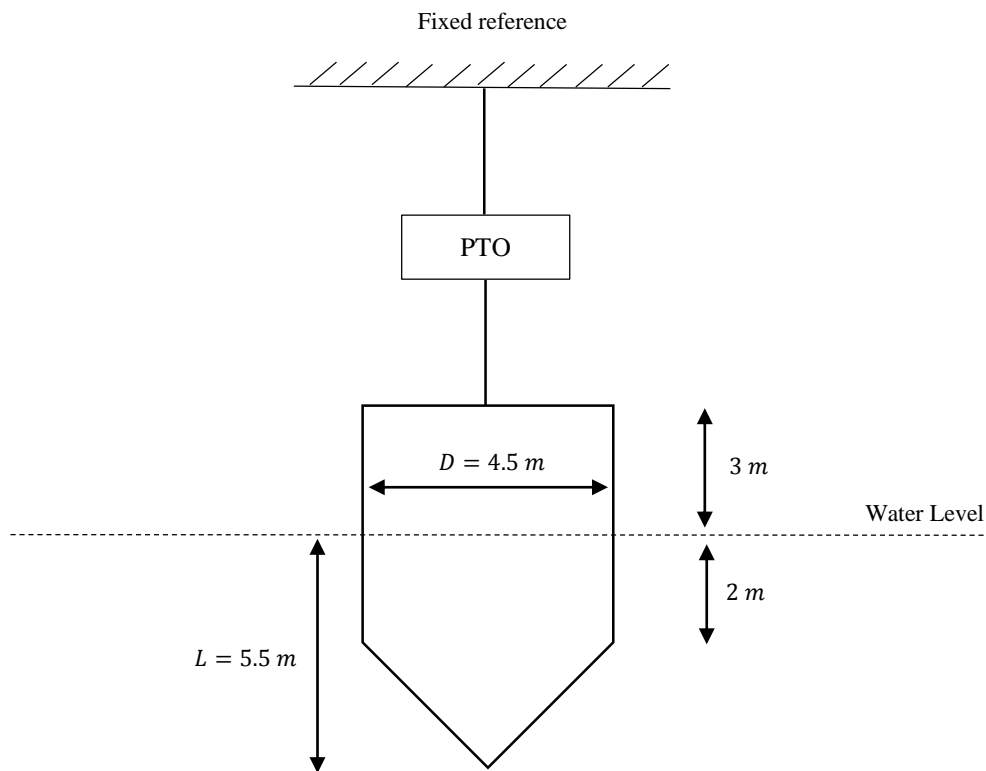 Fixed reference
PTO
D = 4.5 m
3 m
Water Level
2 m
L = 5.5 m